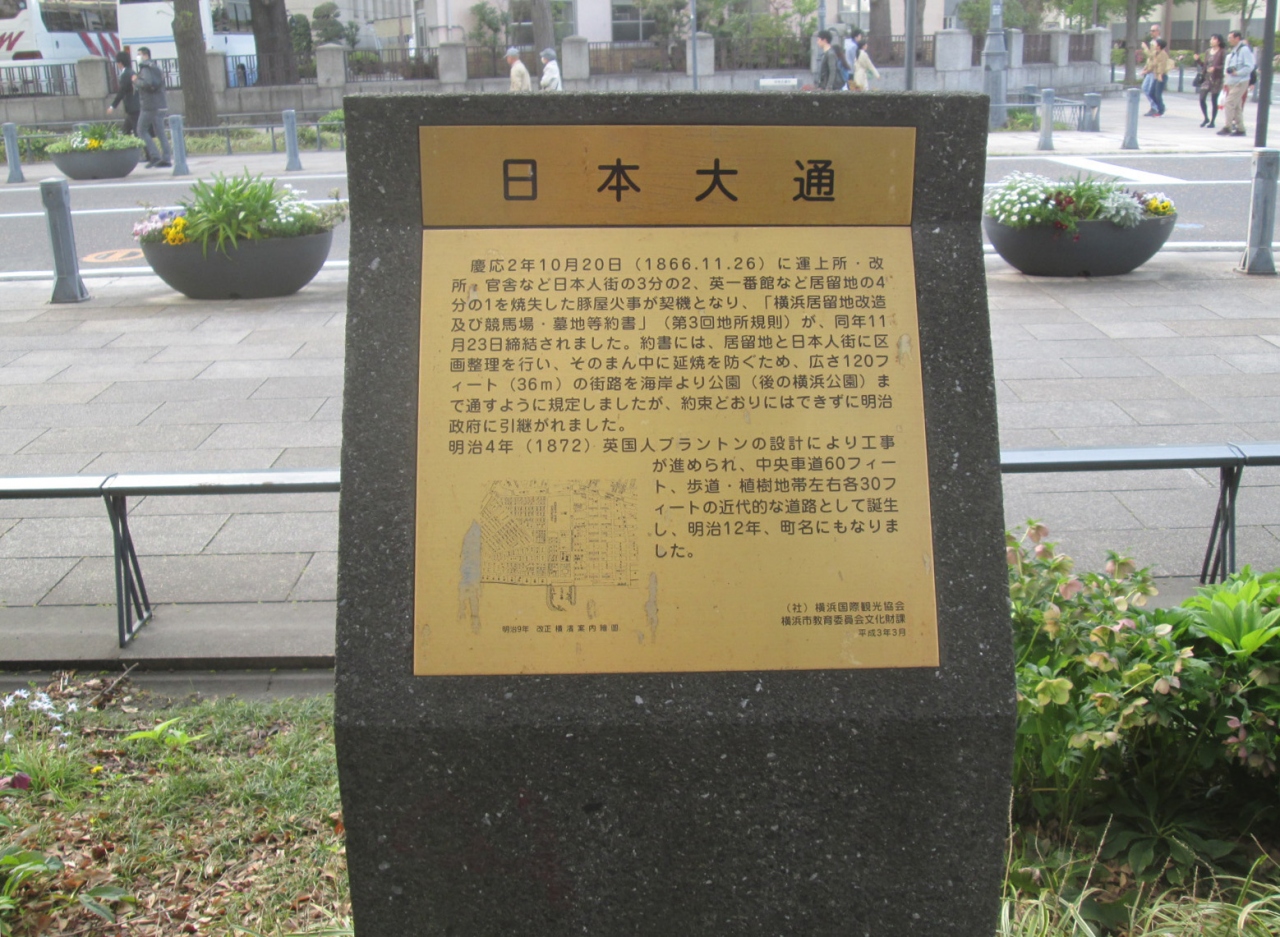 日本大通
慶応2年10月20日（1866.11.26）に運上所・改
所、官舎など日本人街の3分の2、英一番館など居留地の4
分の1を焼失した豚屋火事が契機となり、「横浜居留地改造
及び競馬場・墓地等約書」（第3回地所規則）が、同年11
月23日締結されました。約書には、居留地と日本人街に区
画整理を行い、そのまん中に延焼を防ぐため、広さ120フ
ィート（36m）の街路を海岸より公園（後の横浜公園）ま
で通すように規定しましたが、約束どおりにはできずに明治
政府に引継がれました。
明治4年（1872）英国人ブラントンの設計により工事
が進められ、中央車道60フィー
ト、歩道・植樹地帯左右各30フ
ィートの近代的な道路として誕生
し、明治12年、町名にもなりま
した。
明治9年 改正横濱案内繪圖
（社）横浜国際観光協会
横浜市教育委員会文化財課
平成3年3月